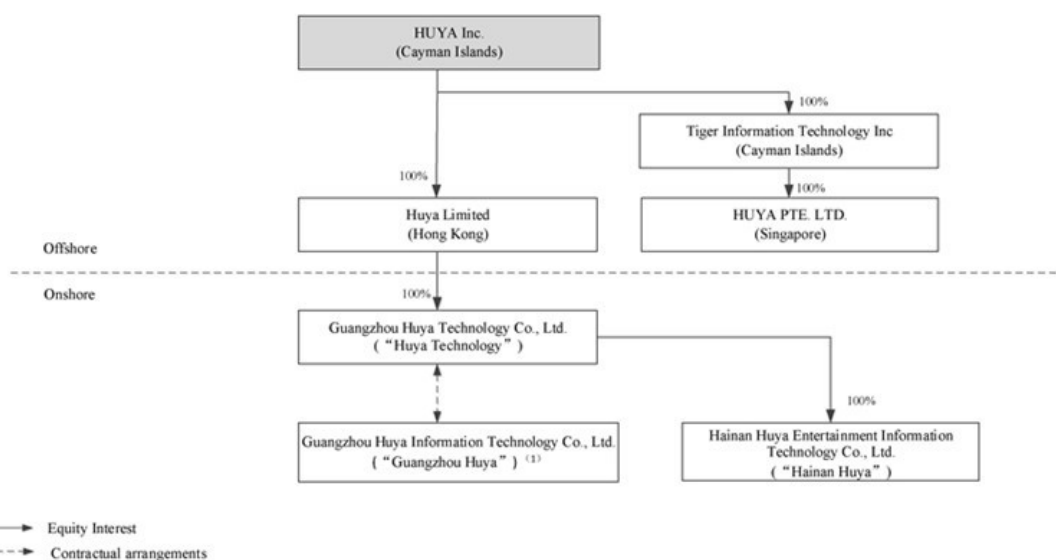 HUYA Inc.
(Cayman Islands)
100%
Tiger Information Technology Inc
(Cayman Islands)
100%
100%
Huya Limited
(Hong Kong)
HUYA PTE. LTD.
(Singapore)
Offshore
Onshore
100%
Guangzhou Huya Technology Co., Ltd.
( “Huya Technology” )
100%
Guangzhou Huya Information Technology Co., Ltd.
( “Guangzhou Huya” ) (1)
Hainan Huya Entertainment Information
Technology Co., Ltd.
( “Hainan Huya” )
Equity Interest
Contractual arrangements